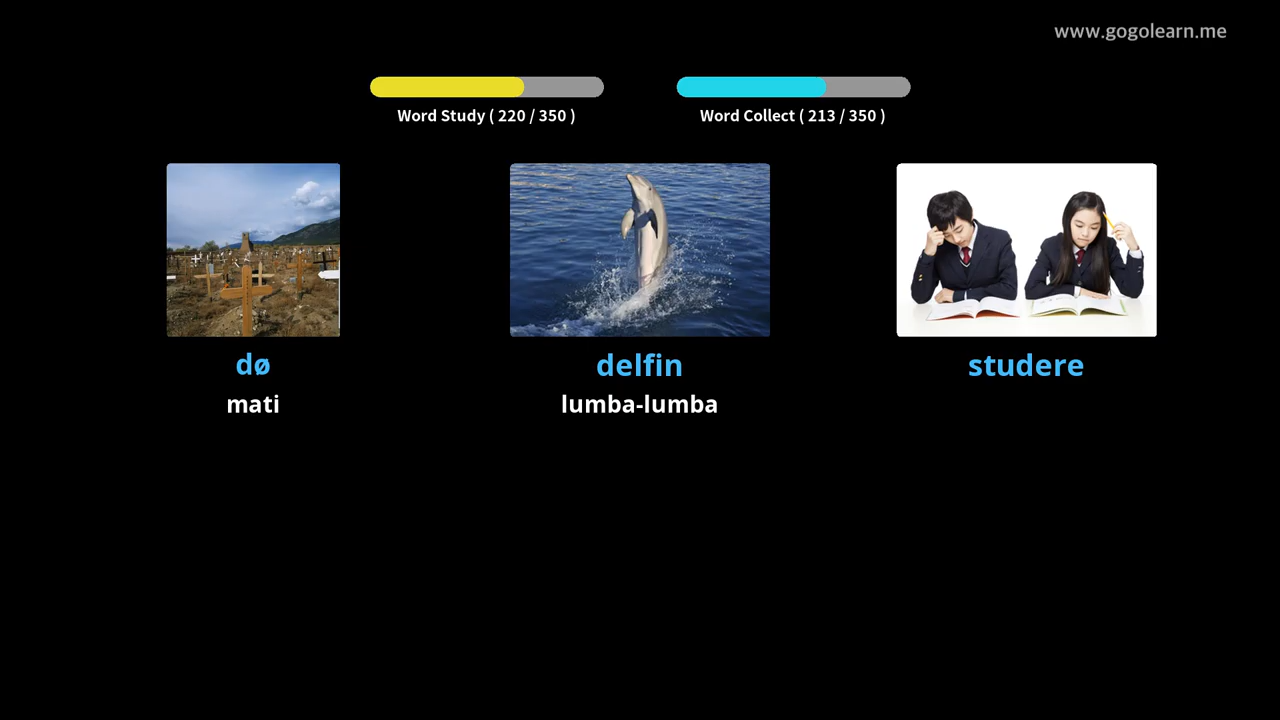 www.gogolearn.me
Word Study ( 220 / 350 )
Word Collect ( 213 / 350 )
dø
mati
delfin
lumba-lumba
studere